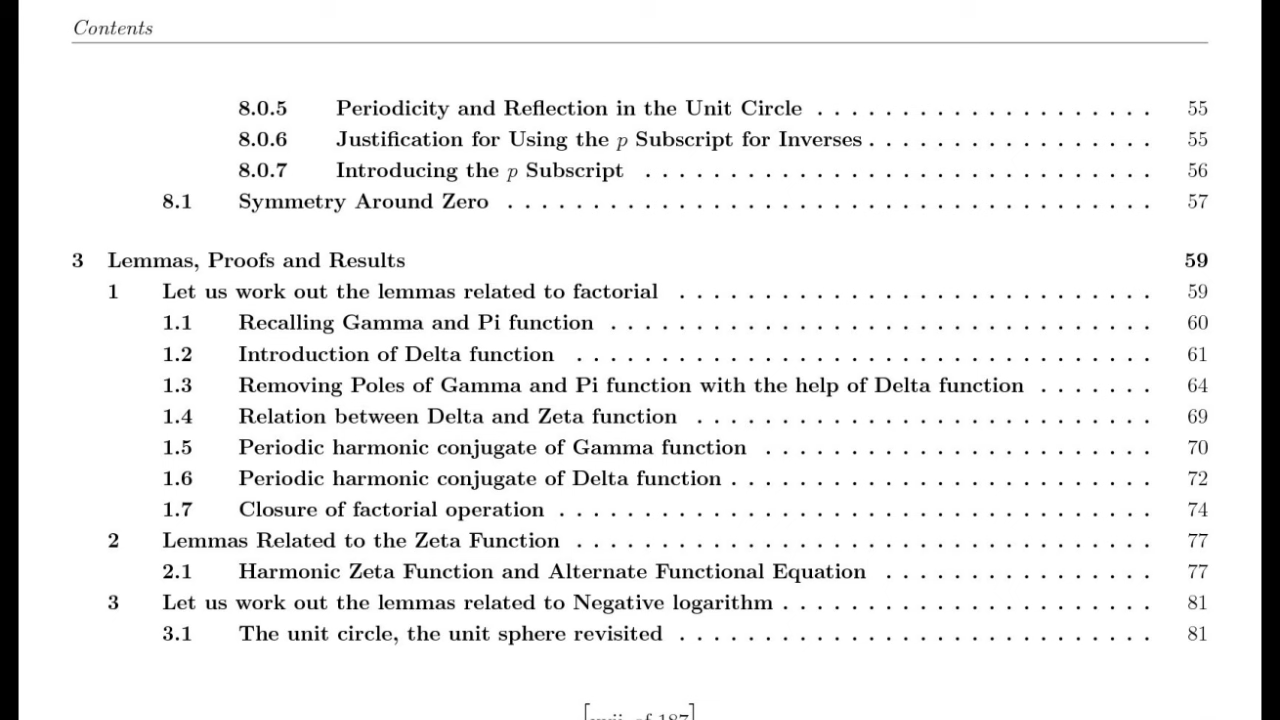 Contents
8.0.5 Periodicity and Reflection in the Unit Circle . . . . . . . . . . . . . . . . . . . . 55
8.0.6 Justification for Using the p Subscript for Inverses . . . . . . . . . . . . . . . . . 55
8.0.7 Introducing the p Subscript . . . . . . . . . . . . . . . . . . . . . . . . . . . . . . 56
8.1 Symmetry Around Zero . . . . . . . . . . . . . . . . . . . . . . . . . . . . . . . . . . . . . . 57
3 Lemmas, Proofs and Results 59
1 Let us work out the lemmas related to factorial . . . . . . . . . . . . . . . . . . . . . . . . . . . . 59
1.1 Recalling Gamma and Pi function . . . . . . . . . . . . . . . . . . . . . . . . . . . . . . . . 60
1.2 Introduction of Delta function . . . . . . . . . . . . . . . . . . . . . . . . . . . . . . . . . . 61
1.3 Removing Poles of Gamma and Pi function with the help of Delta function . . . . . . . 64
1.4 Relation between Delta and Zeta function . . . . . . . . . . . . . . . . . . . . . . . . . . . 69
1.5 Periodic harmonic conjugate of Gamma function . . . . . . . . . . . . . . . . . . . . . . . 70
1.6 Periodic harmonic conjugate of Delta function . . . . . . . . . . . . . . . . . . . . . . . . . 72
1.7 Closure of factorial operation . . . . . . . . . . . . . . . . . . . . . . . . . . . . . . . . . . . 74
2 Lemmas Related to the Zeta Function . . . . . . . . . . . . . . . . . . . . . . . . . . . . . . . . . . 77
2.1 Harmonic Zeta Function and Alternate Functional Equation . . . . . . . . . . . . . . . . 77
3 Let us work out the lemmas related to Negative logarithm . . . . . . . . . . . . . . . . . . . . . . 81
3.1 The unit circle, the unit sphere revisited . . . . . . . . . . . . . . . . . . . . . . . . . . . . 81
of 187]